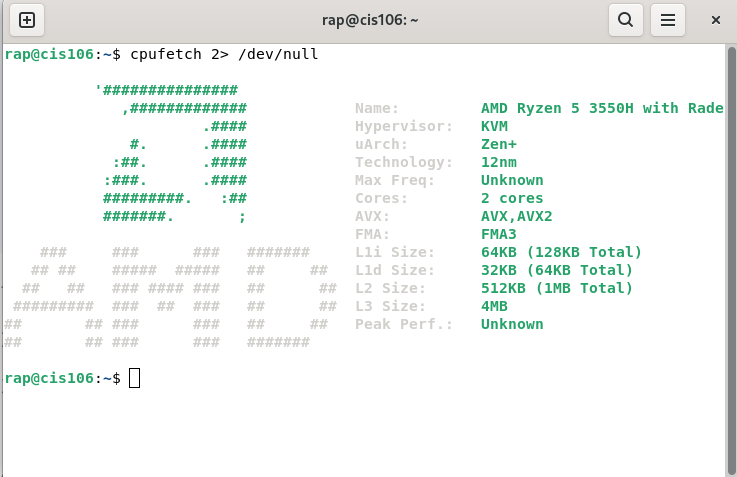 rap@cis106: ~
rap@cis106:~$ cpufetch 2> /dev/null
'###############
,############# Name: AMD Ryzen 5 3550H with Rade
.#### Hypervisor: KVM
#. .#### uArch: Zen+
:##. .#### Technology: 12nm
:###. .#### Max Freq: Unknown
#########. :## Cores: 2 cores
#######. ; AVX: AVX,AVX2
FMA: FMA3
### ### ### ####### L1i Size: 64KB (128KB Total)
## ## ##### ##### ## ## L1d Size: 32KB (64KB Total)
## ## ### #### ### ## ## L2 Size: 512KB (1MB Total)
######### ### ## ### ## ## L3 Size: 4MB
## ## ### ### ## ## Peak Perf.: Unknown
## ## ### ### #######
rap@cis106:~$